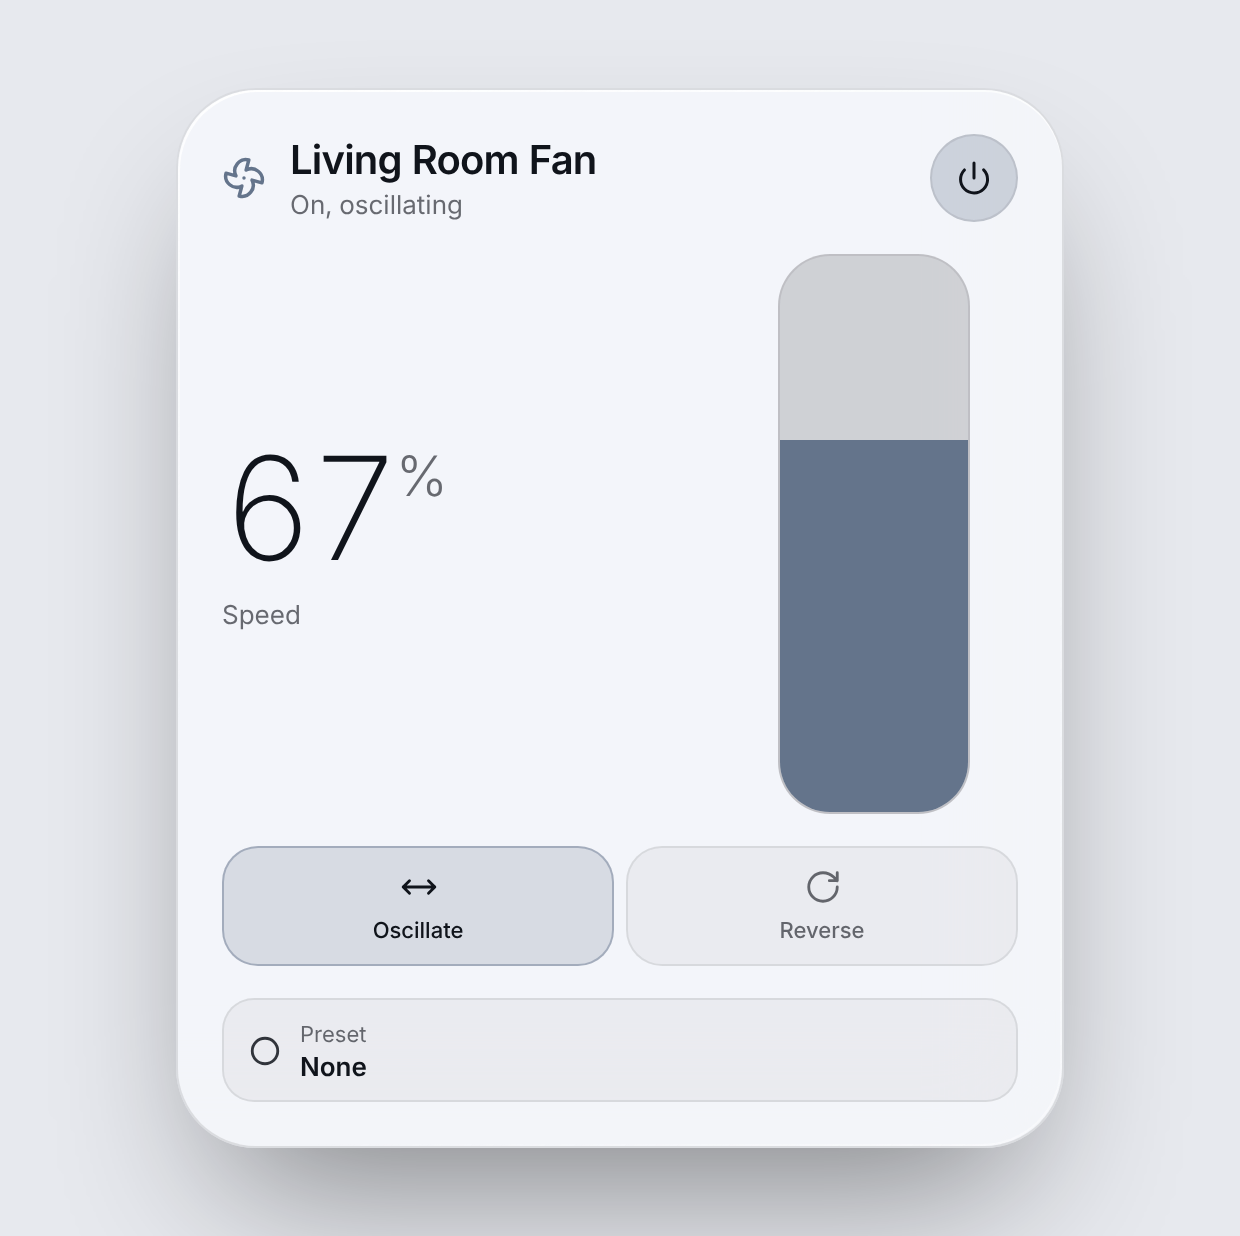 Living Room Fan
On, oscillating
67%
Speed
Oscillate
Reverse
Preset
None